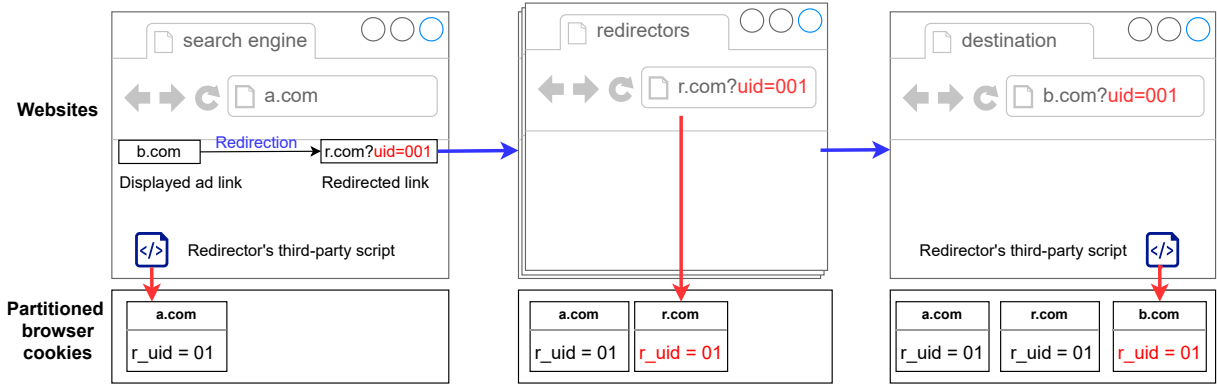 search engine
a.com
b.com
Redirection
r.com?uid=001
Displayed ad link
Redirected link
</>
Redirector's third-party script
redirectors
r.com?uid=001
destination
b.com?uid=001
Redirector's third-party script
</>
Websites
Partitioned
browser
cookies
a.com
r_uid = 01
a.com
r_uid = 01
r.com
r_uid = 01
a.com
r_uid = 01
r.com
r_uid = 01
b.com
r_uid = 01